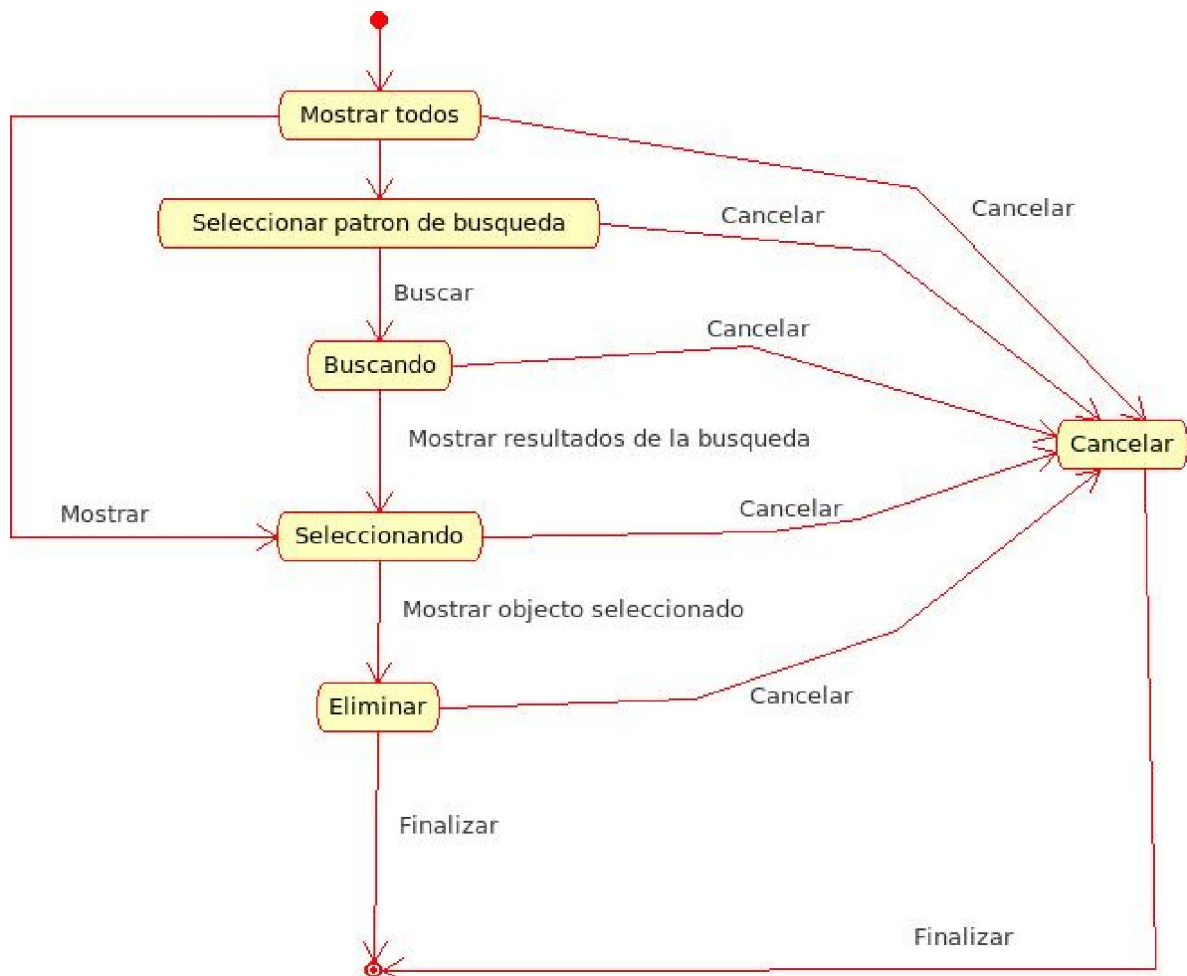 Mostrar todos
Seleccionar patron de busqueda
Cancelar
Cancelar
Buscar
Cancelar
Buscando
Mostrar resultados de la busqueda
Cancelar
Mostrar
Cancelar
Seleccionando
Mostrar objecto seleccionado
Cancelar
Eliminar
Finalizar
Finalizar